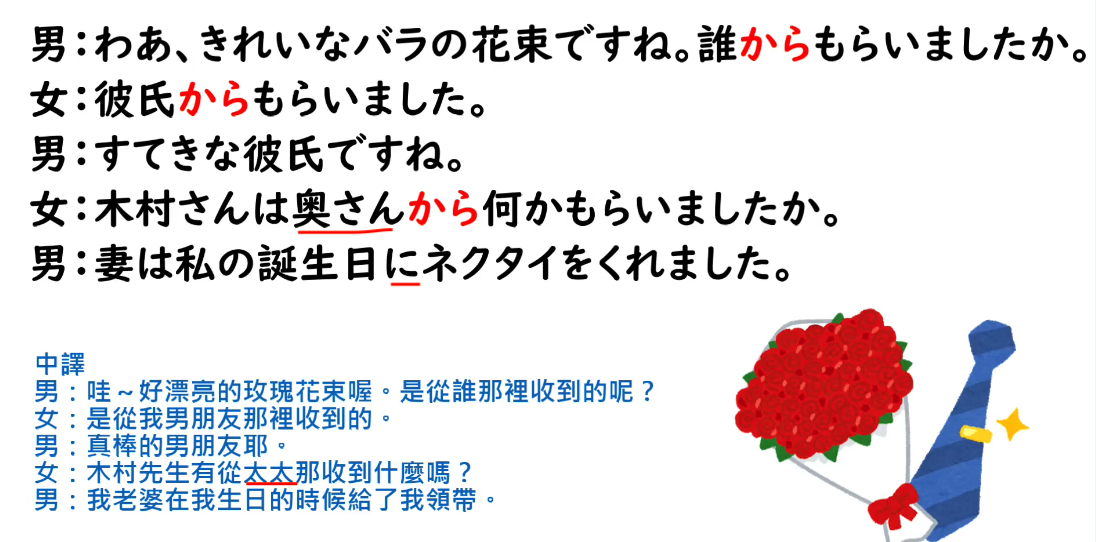 男：わあ、きれいなバラの花束ですね。誰からもらいましたか。
女：彼氏からもらいました。
男：すてきな彼氏ですね。
女：木村さんは奥さんから何かもらいましたか。
男：妻は私の誕生日にネクタイをくれました。
中譯
男：哇～好漂亮的玫瑰花束喔。是從誰那裡收到的呢？
女：是從我男朋友那裡收到的。
男：真棒的男朋友耶。
女：木村先生有從太太那收到什麼嗎？
男：我老婆在我生日的時候給了我領帶。